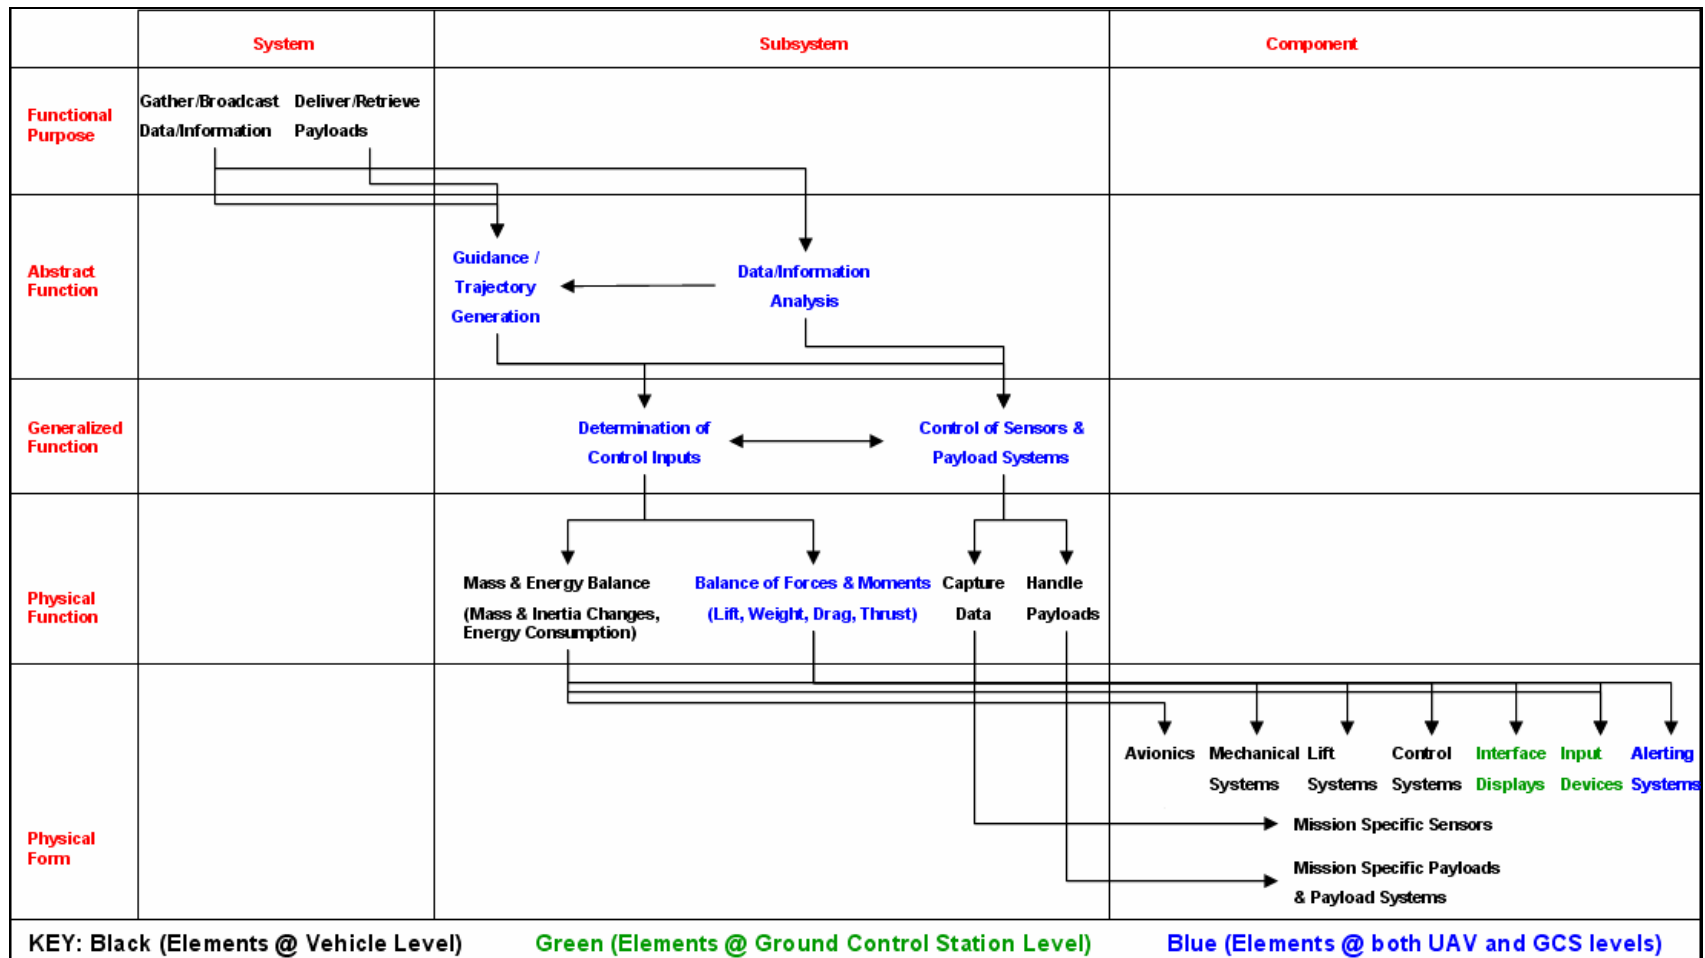 System
Subsystem
Component
Functional
Purpose
Gather/Broadcast
Data/Information
Deliver/Retrieve
Payloads
Abstract
Function
Guidance /
Trajectory
Generation
Data/Information
Analysis
Generalized
Function
Determination of
Control Inputs
Control of Sensors &
Payload Systems
Physical
Function
Mass & Energy Balance
(Mass & Inertia Changes,
Energy Consumption)
Balance of Forces & Moments
(Lift, Weight, Drag, Thrust)
Capture
Data
Handle
Payloads
Physical
Form
Avionics
Mechanical
Systems
Lift
Systems
Control
Systems
Interface
Displays
Input
Devices
Alerting
Systems
Mission Specific Sensors
Mission Specific Payloads
& Payload Systems
KEY: Black (Elements @ Vehicle Level)
Green (Elements @ Ground Control Station Level)
Blue (Elements @ both UAV and GCS levels)